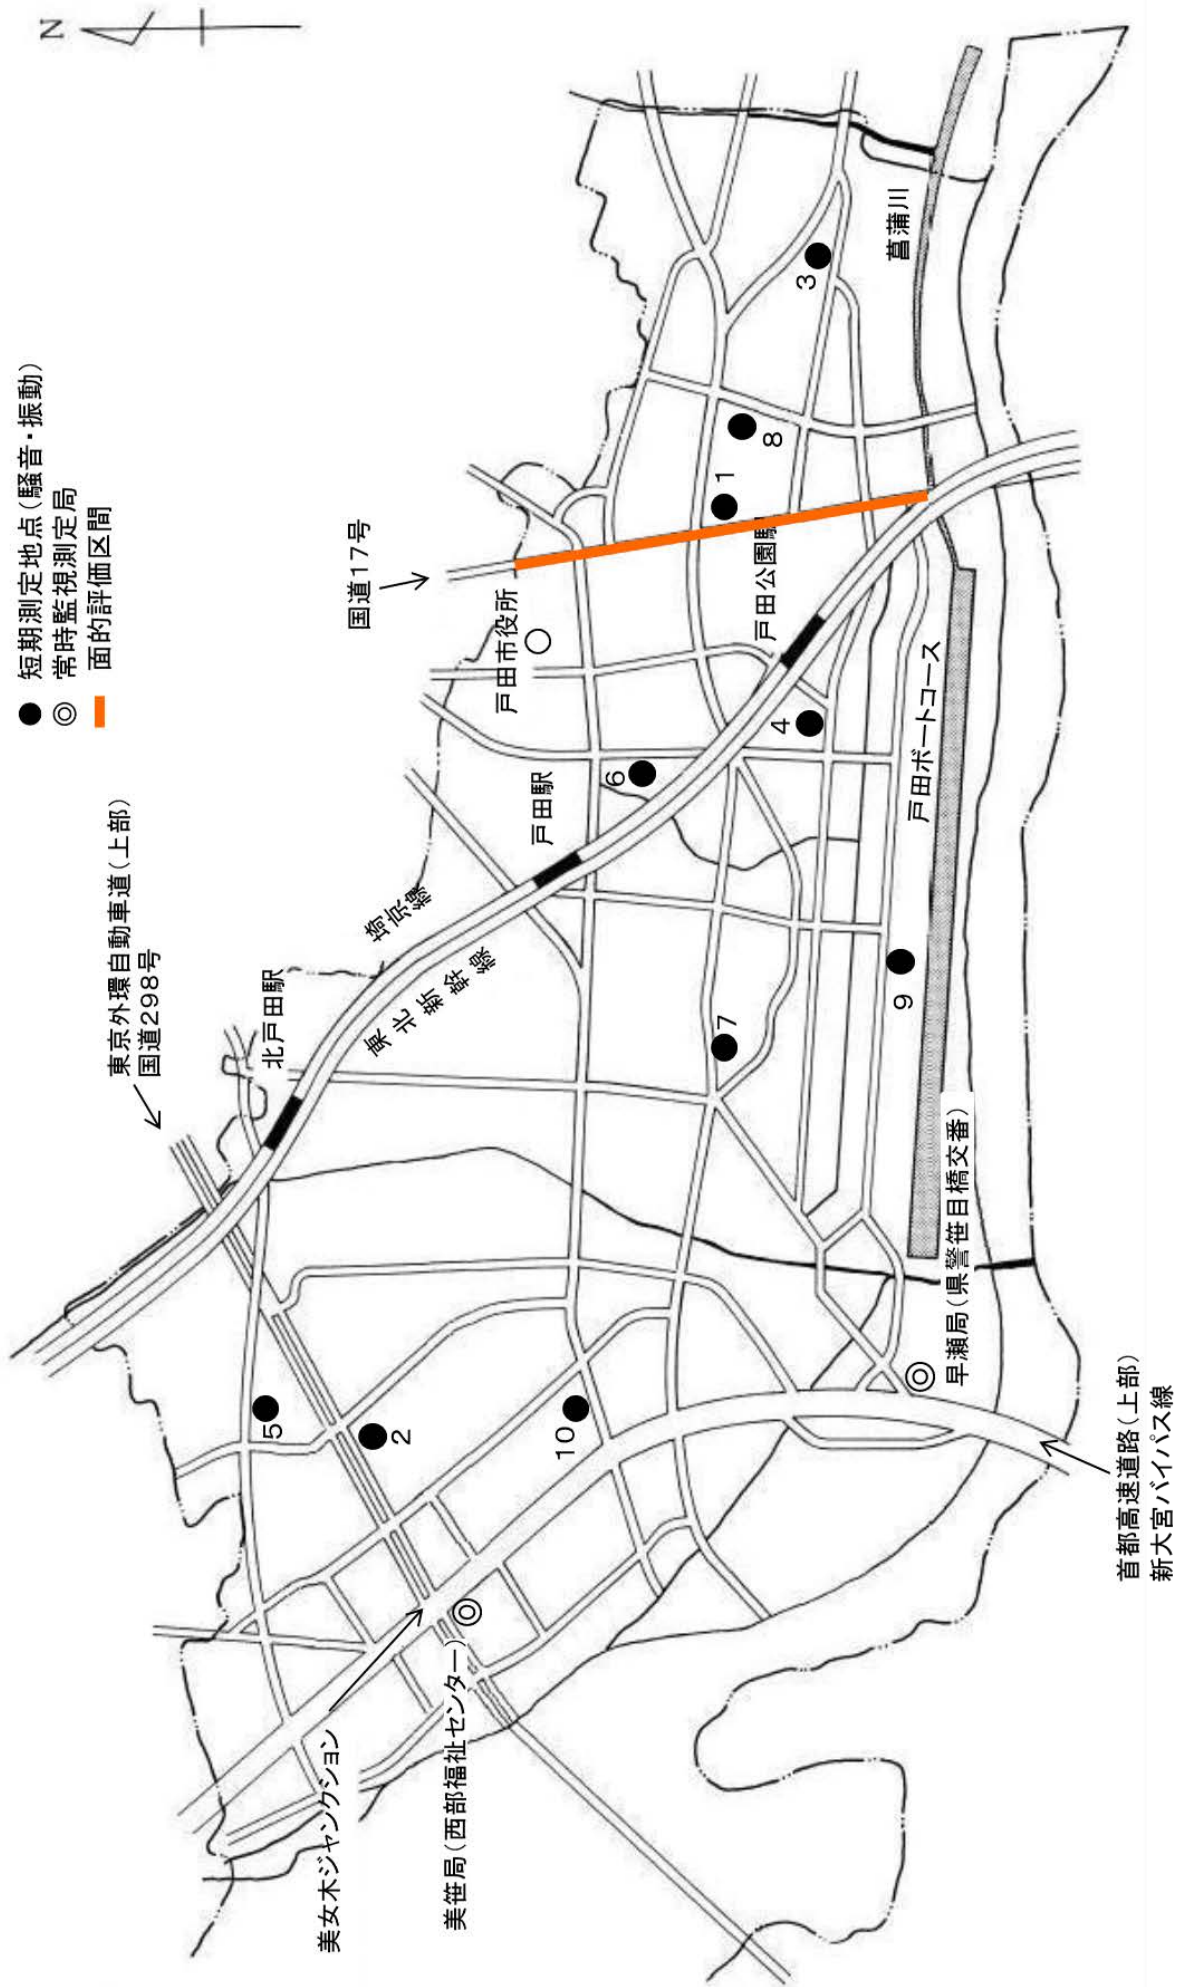 N
● 短期測定地点(騒音・振動)
◎ 常時監視測定局
面的評価区間
東京外環自動車道(上部)
国道298号
国道17号
北戸田駅
埼京線
東北新幹線
戸田駅
戸田市役所
戸田公園駅
菖蒲川
戸田ボートコース
早瀬局(県警笹目橋交番)
美女木ジャンクション
美笹局(西部福祉センター)
首都高速道路(上部)
新大宮バイパス線
5
2
10
7
9
6
4
1
8
3